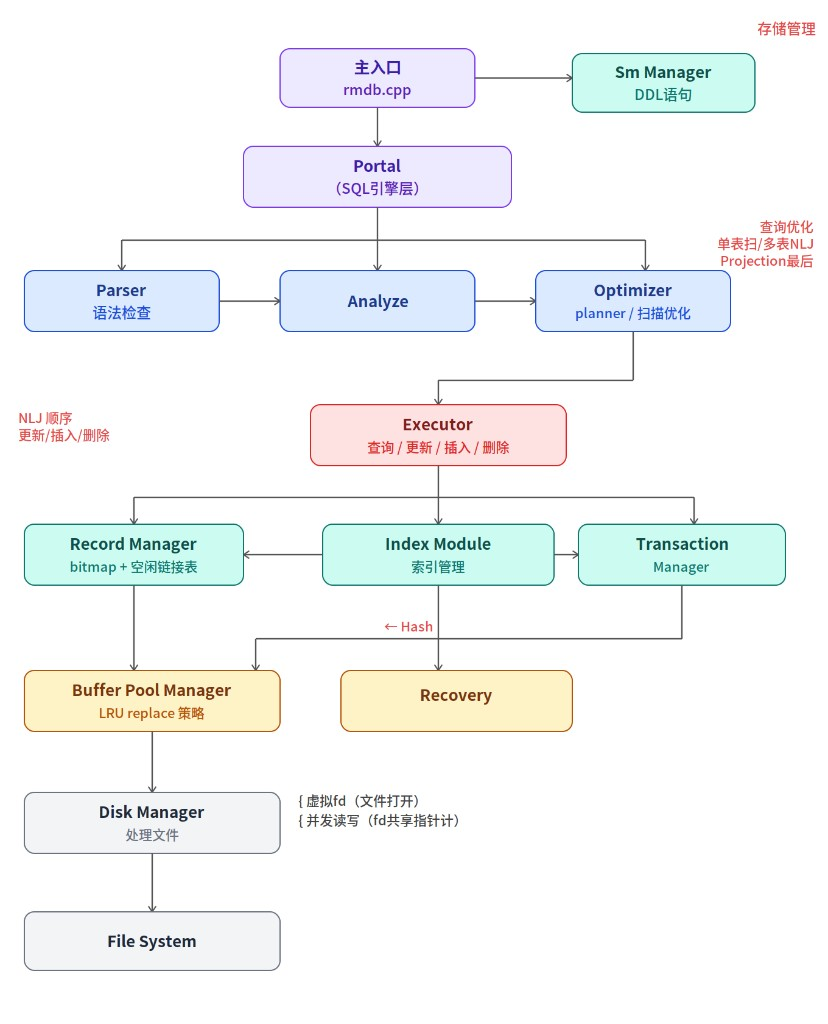 存储管理
主入口
rmdb.cpp
Sm Manager
DDL语句
Portal
（SQL引擎层）
查询优化
单表扫/多表NLJ
Projection最后
Parser
语法检查
Analyze
Optimizer
planner / 扫描优化
NLJ 顺序
更新/插入/删除
Executor
查询 / 更新 / 插入 / 删除
Record Manager
bitmap + 空闲链接表
Index Module
索引管理
Transaction
Manager
← Hash
Buffer Pool Manager
LRU replace 策略
Recovery
Disk Manager
处理文件
{ 虚拟fd（文件打开）
{ 并发读写（fd共享指针计）
File System